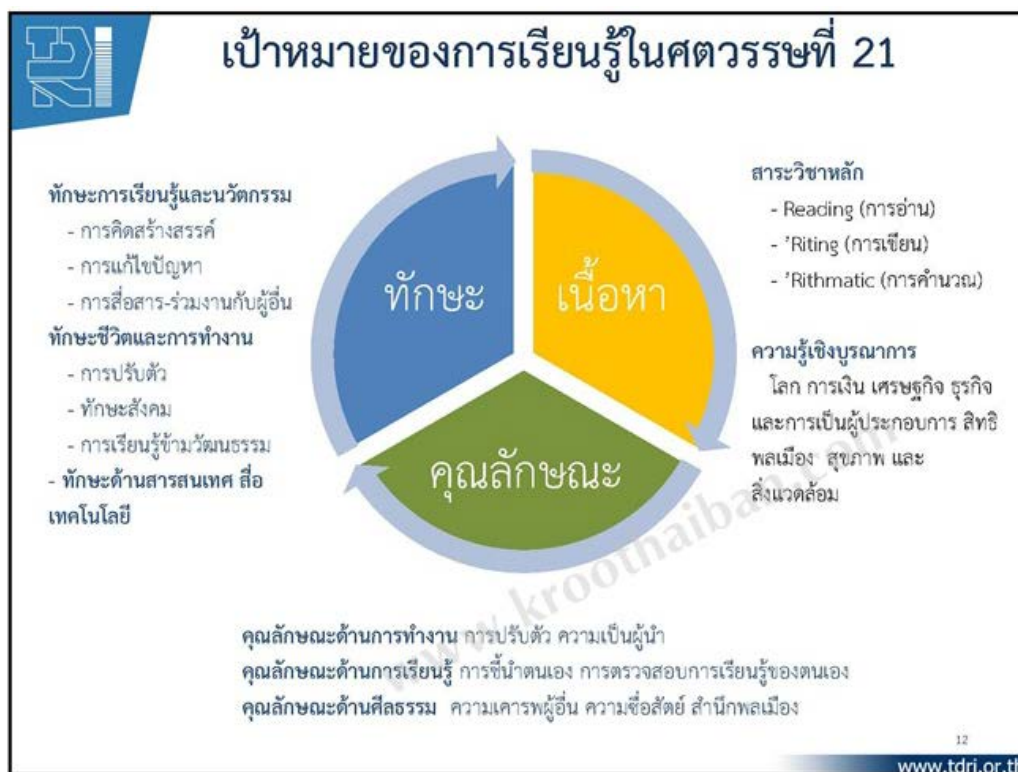 เป้าหมายของการเรียนรู้ในศตวรรษที่ 21
ทักษะการเรียนรู้และนวัตกรรม
- การคิดสร้างสรรค์
- การแก้ไขปัญหา
- การสื่อสาร-ร่วมงานกับผู้อื่น
ทักษะชีวิตและการทำงาน
- การปรับตัว
- ทักษะสังคม
- การเรียนรู้ข้ามวัฒนธรรม
- ทักษะด้านสารสนเทศ สื่อ
เทคโนโลยี
ทักษะ
เนื้อหา
คุณลักษณะ
สาระวิชาหลัก
- Reading (การอ่าน)
- 'Riting (การเขียน)
- 'Rithmatic (การคำนวณ)
ความรู้เชิงบูรณาการ
โลก การเงิน เศรษฐกิจ ธุรกิจ
และการเป็นผู้ประกอบการ สิทธิ
พลเมือง สุขภาพ และ
สิ่งแวดล้อม
คุณลักษณะด้านการทำงาน การปรับตัว ความเป็นผู้นำ
คุณลักษณะด้านการเรียนรู้ การชี้นำตนเอง การตรวจสอบการเรียนรู้ของตนเอง
คุณลักษณะด้านศีลธรรม ความเคารพผู้อื่น ความซื่อสัตย์ สำนึกพลเมือง
www.kroothaiban.com
12
www.tdri.or.th